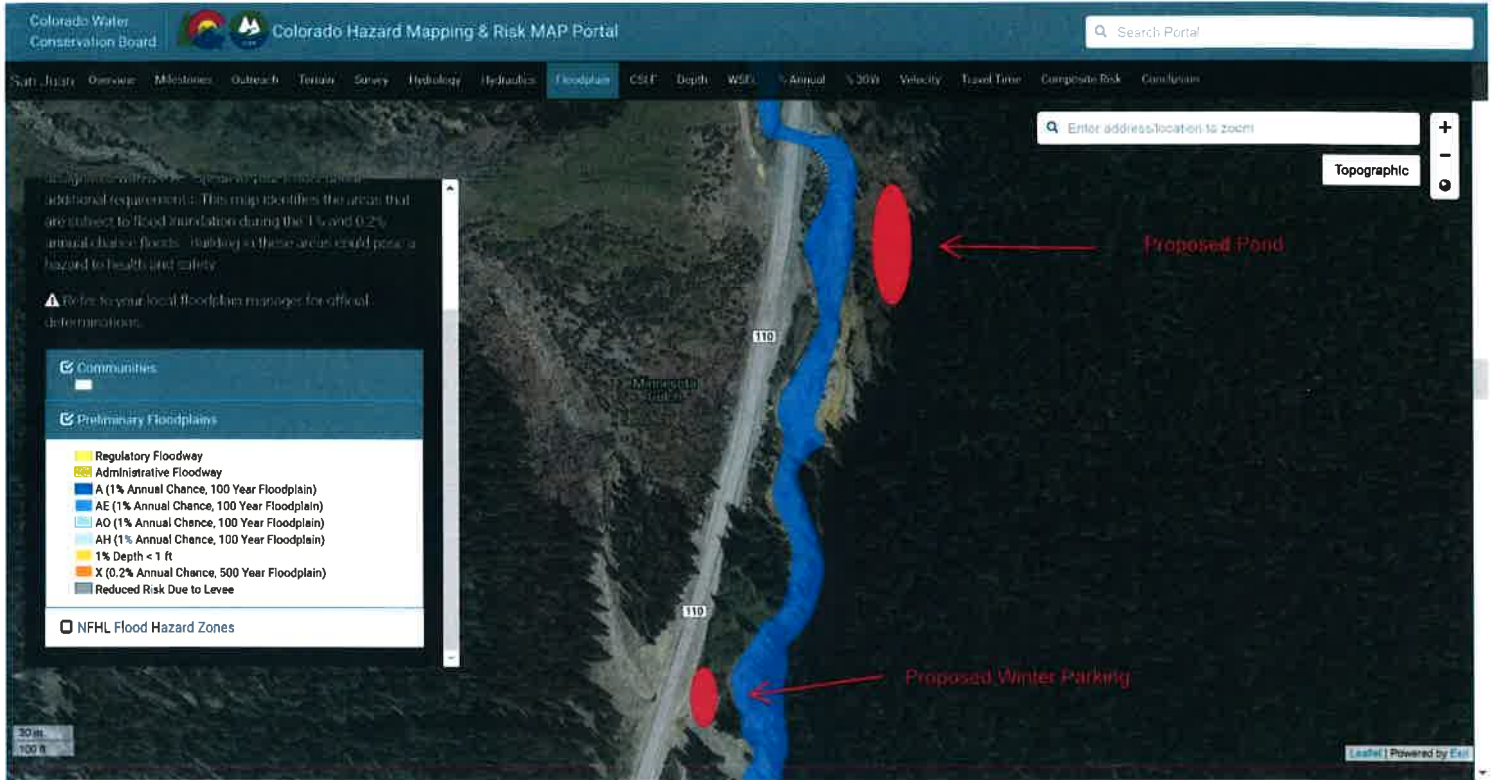 Colorado Water
Conservation Board
Colorado Hazard Mapping & Risk MAP Portal
Search Portal
San Juan Overview Milestones Outreach Terrain Survey Hydrology Hydraulics Floodplain CSLF Depth WSEL % Annual % 30Yr Velocity Travel Time Composite Risk Conclusion
Enter address/location to zoom
+
−
Topographic
additional requirements. This map identifies the areas that
are subject to flood inundation during the 1% and 0.2%
annual chance floods. Building in these areas could pose a
hazard to health and safety.
Refer to your local floodplain manager for official
determinations.
Communities
Preliminary Floodplains
Regulatory Floodway
Administrative Floodway
A (1% Annual Chance, 100 Year Floodplain)
AE (1% Annual Chance, 100 Year Floodplain)
AO (1% Annual Chance, 100 Year Floodplain)
AH (1% Annual Chance, 100 Year Floodplain)
1% Depth < 1 ft
X (0.2% Annual Chance, 500 Year Floodplain)
Reduced Risk Due to Levee
NFHL Flood Hazard Zones
Proposed Pond
110
Minnesota
Gulch
110
Proposed Winter Parking
30 m
100 ft
Leaflet | Powered by Esri